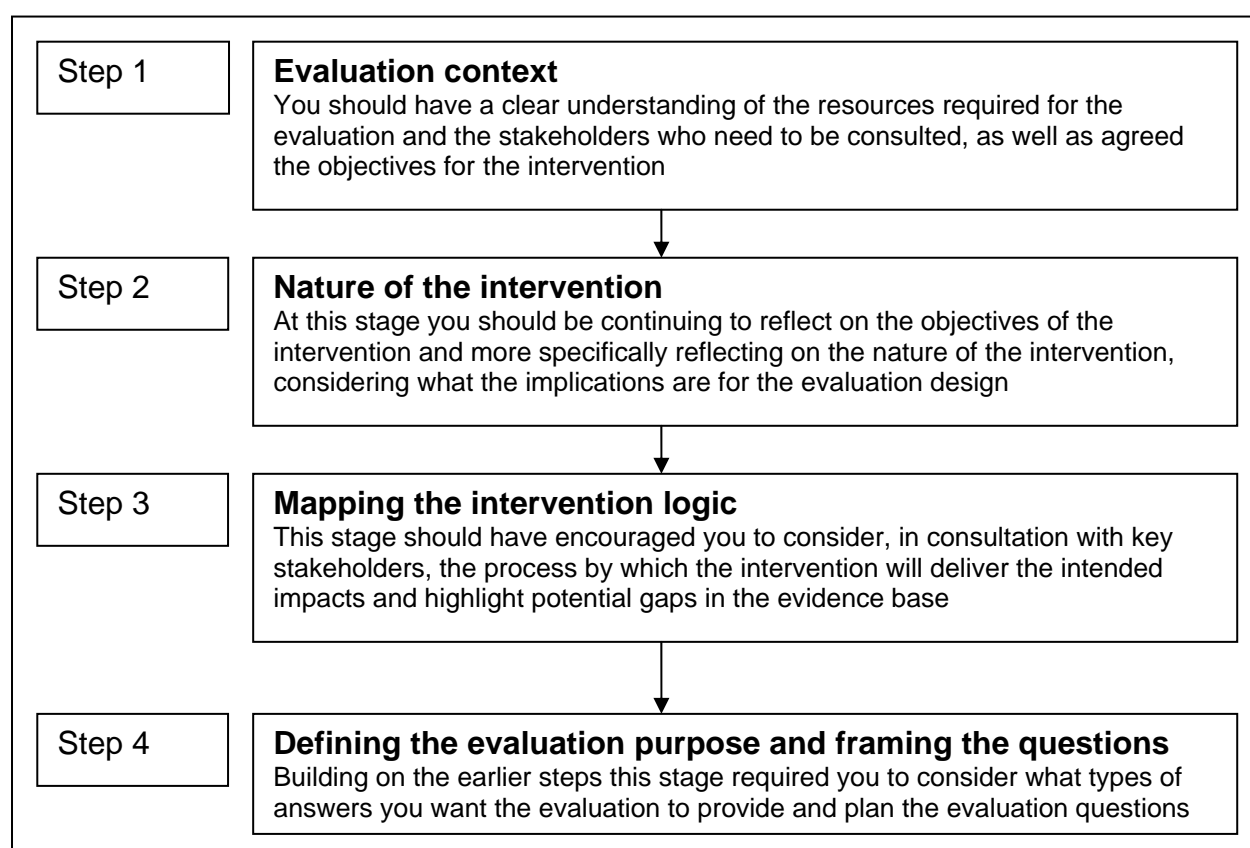 Step 1
Evaluation context
You should have a clear understanding of the resources required for the
evaluation and the stakeholders who need to be consulted, as well as agreed
the objectives for the intervention
Step 2
Nature of the intervention
At this stage you should be continuing to reflect on the objectives of the
intervention and more specifically reflecting on the nature of the intervention,
considering what the implications are for the evaluation design
Step 3
Mapping the intervention logic
This stage should have encouraged you to consider, in consultation with key
stakeholders, the process by which the intervention will deliver the intended
impacts and highlight potential gaps in the evidence base
Step 4
Defining the evaluation purpose and framing the questions
Building on the earlier steps this stage required you to consider what types of
answers you want the evaluation to provide and plan the evaluation questions